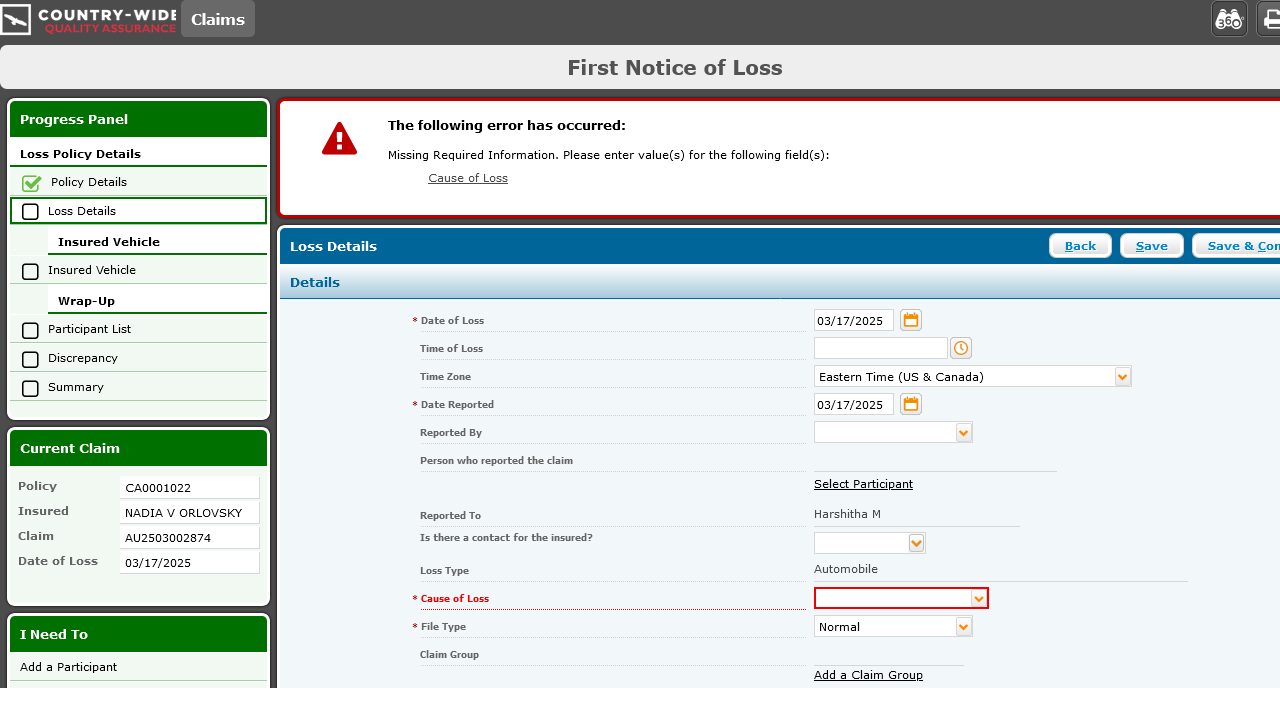 COUNTRY-WIDE
QUALITY ASSURANCE
Claims
360°
First Notice of Loss
Progress Panel
Loss Policy Details
Policy Details
Loss Details
Insured Vehicle
Insured Vehicle
Wrap-Up
Participant List
Discrepancy
Summary
Current Claim
Policy CA0001022
Insured NADIA V ORLOVSKY
Claim AU2503002874
Date of Loss 03/17/2025
I Need To
Add a Participant
The following error has occurred:
Missing Required Information. Please enter value(s) for the following field(s):
Cause of Loss
Loss Details Back Save Save & Con
Details
* Date of Loss 03/17/2025
Time of Loss
Time Zone Eastern Time (US & Canada)
* Date Reported 03/17/2025
Reported By
Person who reported the claim
Select Participant
Reported To Harshitha M
Is there a contact for the insured?
Loss Type Automobile
* Cause of Loss
* File Type Normal
Claim Group
Add a Claim Group